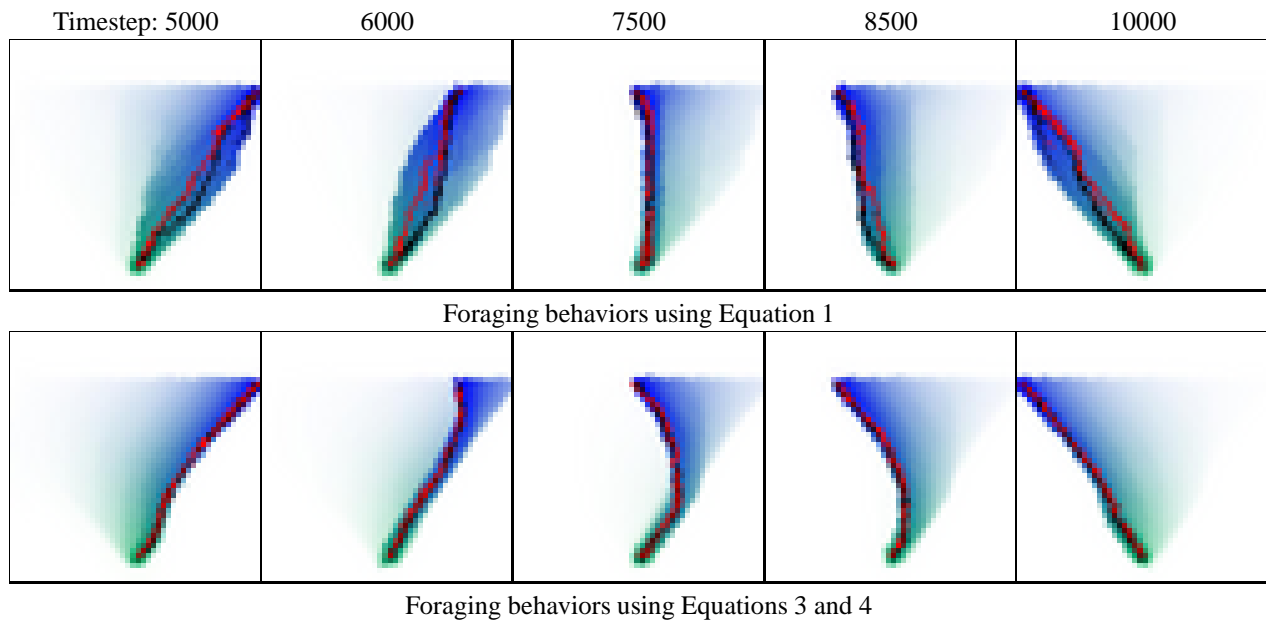 Timestep: 5000 6000 7500 8500 10000
Foraging behaviors using Equation 1
Foraging behaviors using Equations 3 and 4